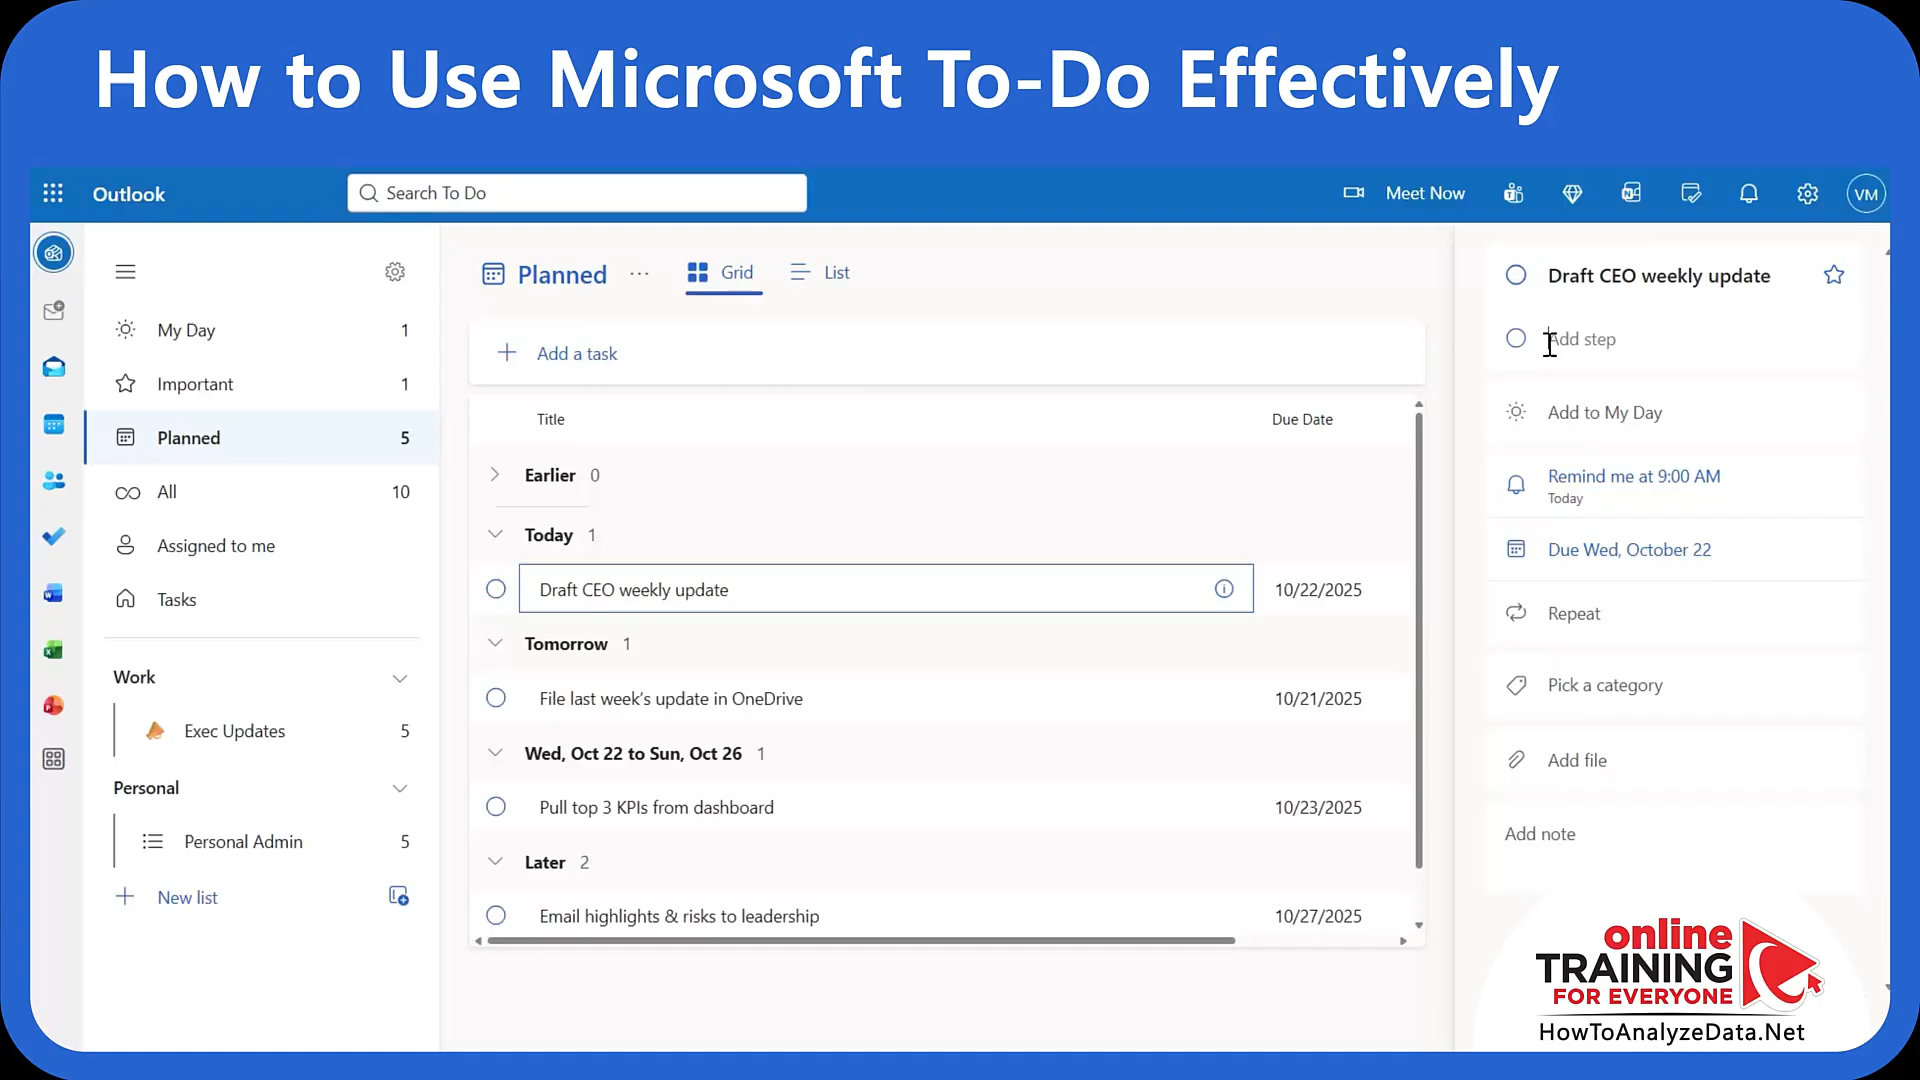 How to Use Microsoft To-Do Effectively
Outlook
Search To Do
Meet Now
VM
My Day 1
Important 1
Planned 5
All 10
Assigned to me
Tasks
Work
Exec Updates 5
Personal
Personal Admin 5
New list
Planned ... Grid List
Add a task
Title Due Date
Earlier 0
Today 1
Draft CEO weekly update 10/22/2025
Tomorrow 1
File last week's update in OneDrive 10/21/2025
Wed, Oct 22 to Sun, Oct 26 1
Pull top 3 KPIs from dashboard 10/23/2025
Later 2
Email highlights & risks to leadership 10/27/2025
Draft CEO weekly update
Add step
Add to My Day
Remind me at 9:00 AM
Today
Due Wed, October 22
Repeat
Pick a category
Add file
Add note
online
TRAINING
FOR EVERYONE
HowToAnalyzeData.Net